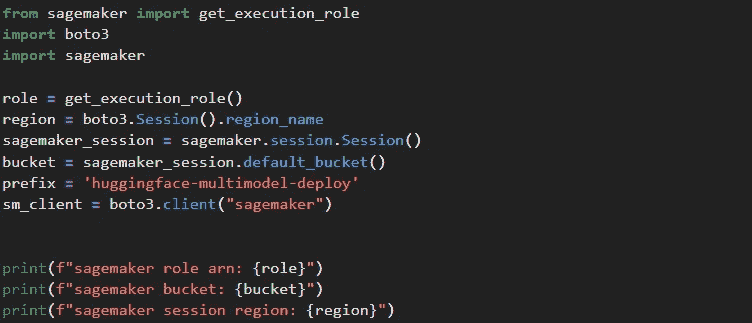 from sagemaker import get_execution_role
import boto3
import sagemaker
role = get_execution_role()
region = boto3.Session().region_name
sagemaker_session = sagemaker.session.Session()
bucket = sagemaker_session.default_bucket()
prefix = 'huggingface-multimodel-deploy'
sm_client = boto3.client("sagemaker")
print(f"sagemaker role arn: {role}")
print(f"sagemaker bucket: {bucket}")
print(f"sagemaker session region: {region}")